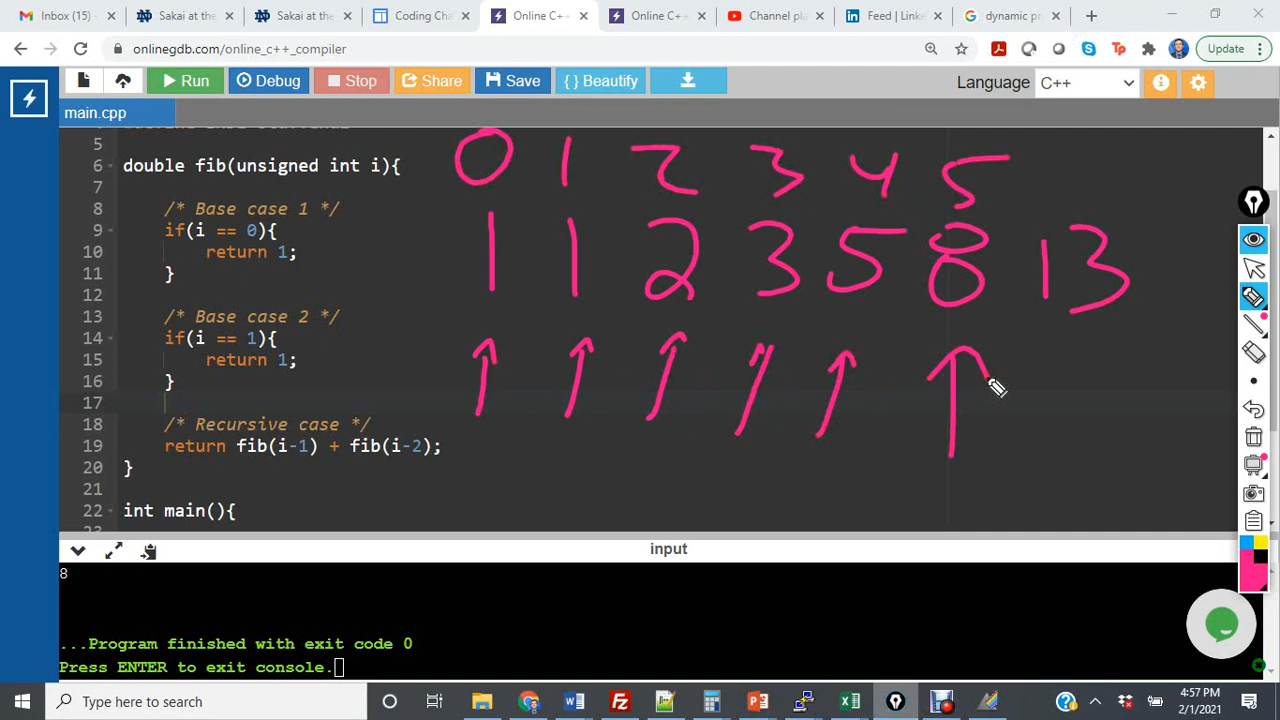 Inbox (15)
Sakai at the
Sakai at the
Coding Chal
Online C++
Online C++
Channel pla
Feed | Linke
dynamic pr
onlinegdb.com/online_c++_compiler
Update
Run
Debug
Stop
Share
Save
{ } Beautify
Language
C++
main.cpp
0 1 2 3 4 5
1 1 2 3 5 8 13
5
6 double fib(unsigned int i){
7
8 /* Base case 1 */
9 if(i == 0){
10 return 1;
11 }
12
13 /* Base case 2 */
14 if(i == 1){
15 return 1;
16 }
17
18 /* Recursive case */
19 return fib(i-1) + fib(i-2);
20 }
21
22 int main(){
23
input
8
...Program finished with exit code 0
Press ENTER to exit console.
Type here to search
4:57 PM
2/1/2021